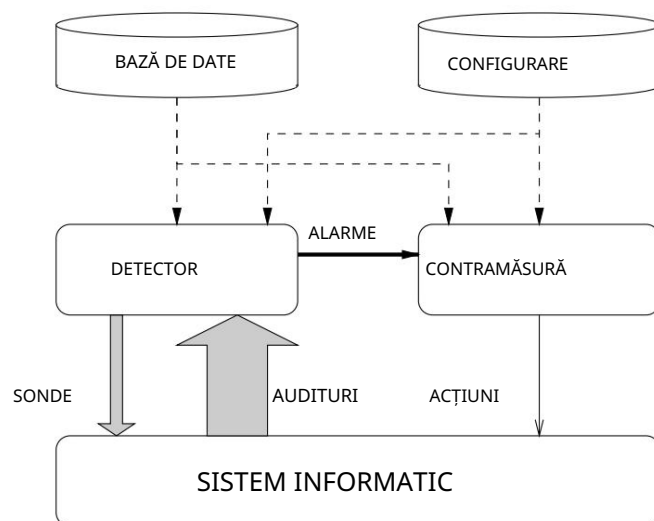 BAZĂ DE DATE
CONFIGURARE
ALARME
DETECTOR
CONTRAMĂSURĂ
SONDE
AUDITURI
ACȚIUNI
SISTEM INFORMATIC